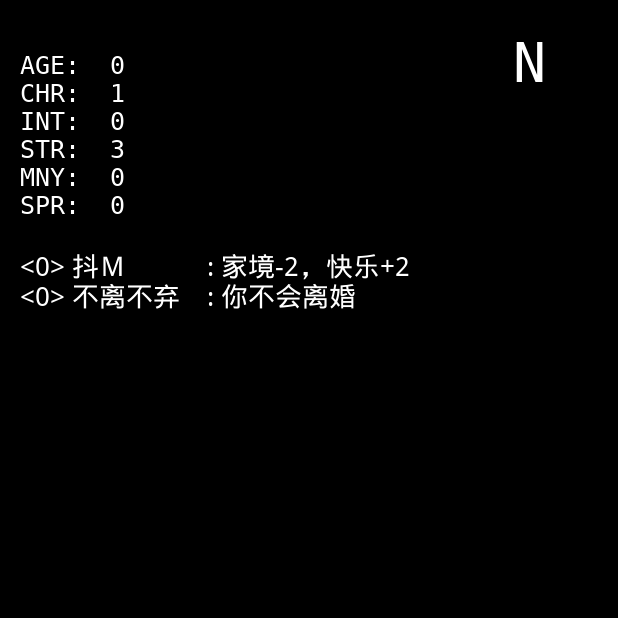 N
AGE: 0
CHR: 1
INT: 0
STR: 3
MNY: 0
SPR: 0
<0> 抖M : 家境-2，快乐+2
<0> 不离不弃 : 你不会离婚